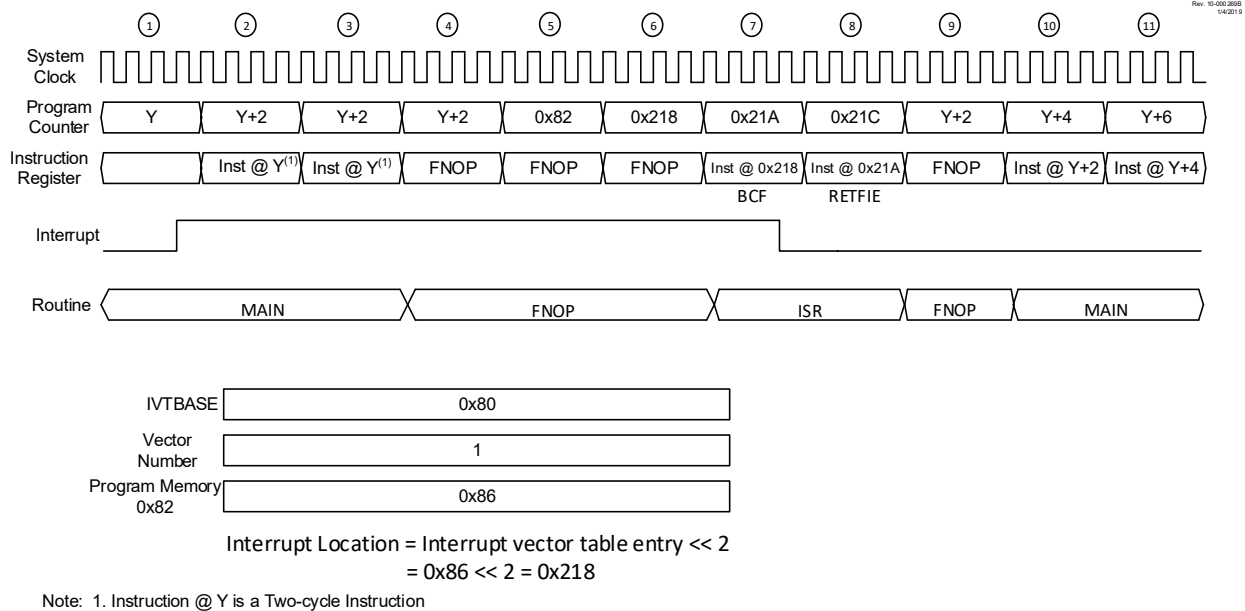 Rev. 10-000 269B
1/4/201 9
1 2 3 4 5 6 7 8 9 10 11
System
Clock
Program
Counter
Y Y+2 Y+2 Y+2 0x82 0x218 0x21A 0x21C Y+2 Y+4 Y+6
Instruction
Register
Inst @ Y(1) Inst @ Y(1) FNOP FNOP FNOP Inst @ 0x218 Inst @ 0x21A FNOP Inst @ Y+2 Inst @ Y+4
BCF RETFIE
Interrupt
Routine MAIN FNOP ISR FNOP MAIN
IVTBASE 0x80
Vector
Number
1
Program Memory
0x82
0x86
Interrupt Location = Interrupt vector table entry << 2
= 0x86 << 2 = 0x218
Note: 1. Instruction @ Y is a Two-cycle Instruction